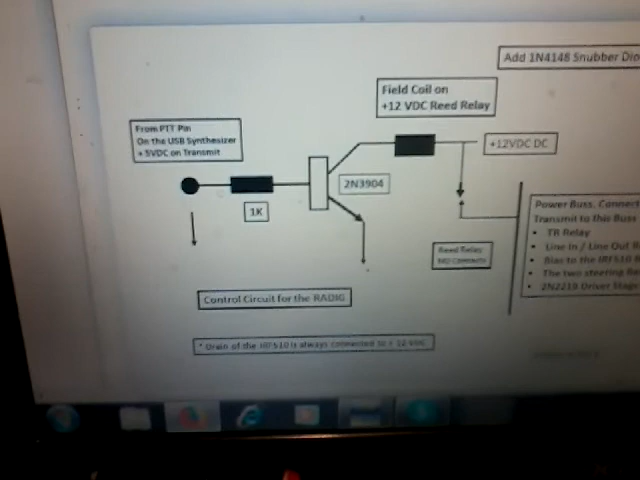 Add 1N4148 Snubber Dio
Field Coil on
+12 VDC Reed Relay
From PTT Pin
On the USB Synthesizer
+ 5VDC on Transmit
+12VDC DC
2N3904
1K
Power Buss. Connect
Transmit to this Buss
• TR Relay
• Line In / Line Out R
• Bias to the IRF510
• The two steering
• 2N2219 Driver Stag
Reed Relay
NO Contacts
Control Circuit for the RADIG
* Drain of the IRF510 is always connected to + 12 VDC